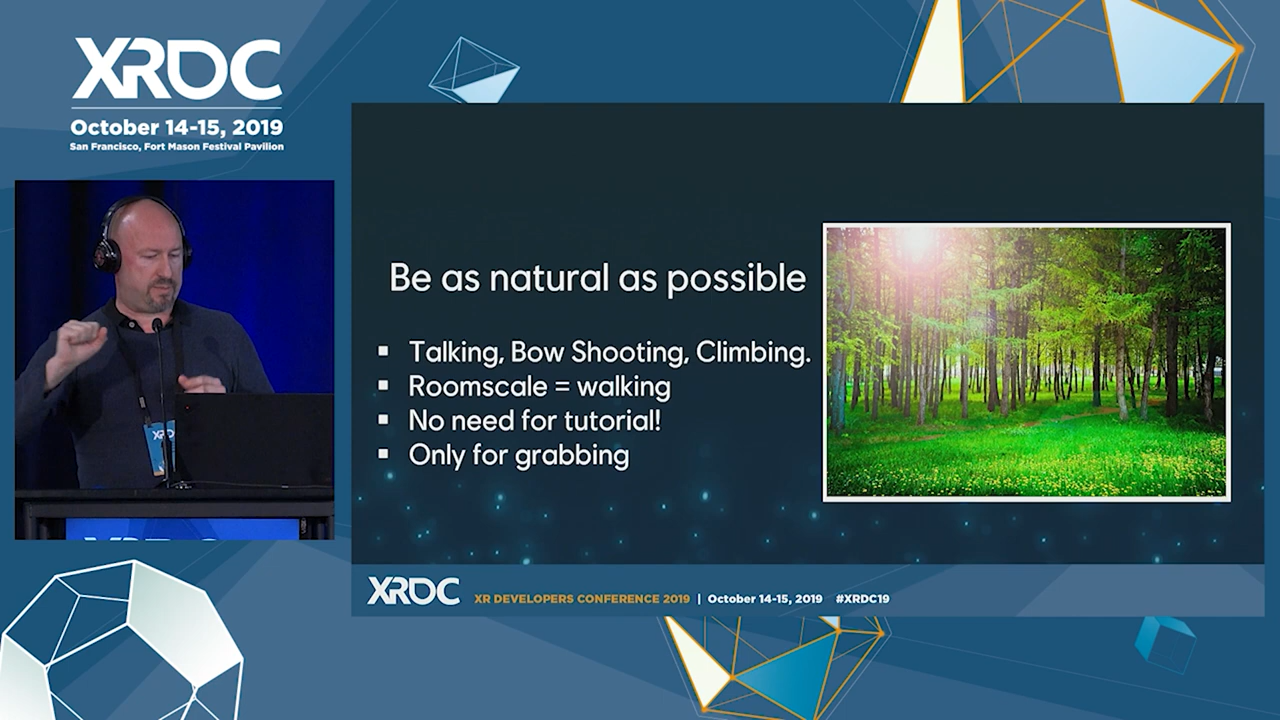 XRDC
October 14-15, 2019
San Francisco, Fort Mason Festival Pavilion
Be as natural as possible
Talking, Bow Shooting, Climbing.
Roomscale = walking
No need for tutorial!
Only for grabbing
XRDC
XR DEVELOPERS CONFERENCE 2019 | October 14-15, 2019 #XRDC19